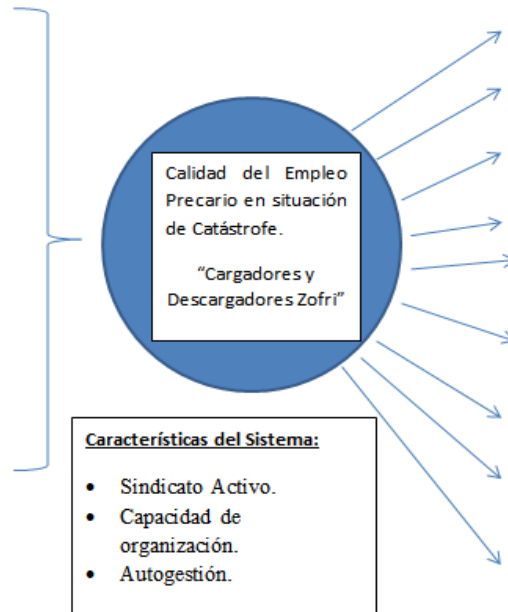 Calidad del Empleo
Precario en situación
de Catástrofe.
“Cargadores y
Descargadores Zofri”
Características del Sistema:
• Sindicato Activo.
• Capacidad de
organización.
• Autogestión.